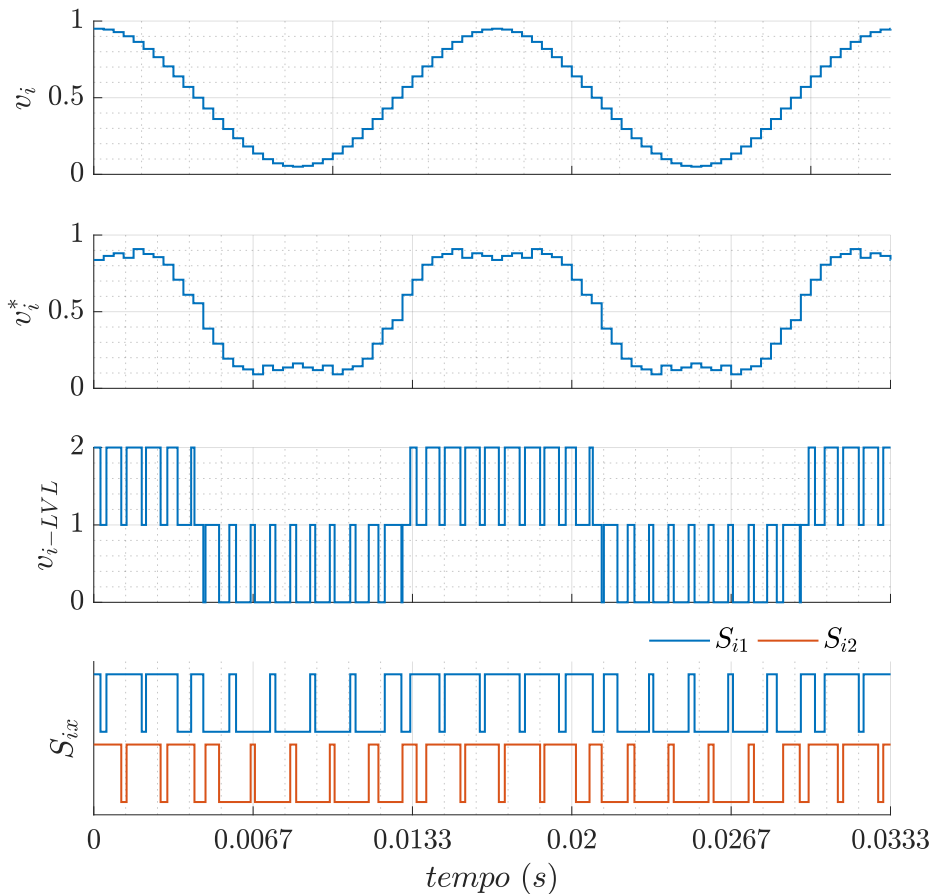 1
0.5
0
v_i
1
0.5
0
v_i^*
2
1
0
v_{i-LVL}
S_{i1} S_{i2}
S_{ix}
0 0.0067 0.0133 0.02 0.0267 0.0333
tempo (s)